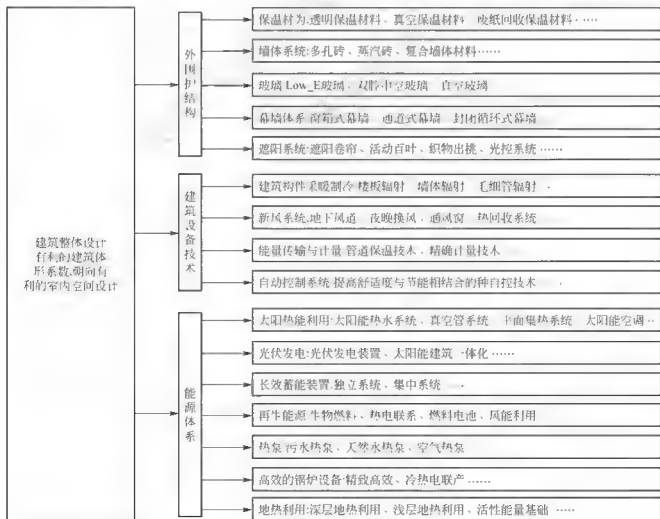 建筑整体设计
有利的建筑体
形系数,朝向有
利的室内空间设计
外围护结构
保温材为:透明保温材料、真空保温材料 废纸回收保温材料……
墙体系统:多孔砖、蒸汽砖、复合墙体材料……
玻璃 Low_E玻璃、双腔中空玻璃 真空玻璃
幕墙体系 窗箱式幕墙 通道式幕墙 封闭循环式幕墙
遮阳系统:遮阳卷帘、活动百叶、织物出挑、光控系统……
建筑设备技术
建筑构件采暖制冷 楼板辐射 墙体辐射 毛细管辐射
新风系统,地下风道 夜晚换风、通风窗 热回收系统
能量传输与计量 管道保温技术、精确计量技术
自动控制系统 提高舒适度与节能相结合的种自控技术
能源体系
太阳热能利用:太阳能热水系统、真空管系统 平面集热系统 太阳能空调…
光伏发电:光伏发电装置、太阳能建筑一体化……
长效蓄能装置 独立系统、集中系统
再生能源 生物燃料、热电联系、燃料电池、风能利用
热泵 污水热泵、天然水热泵、空气热泵
高效的锅炉设备 精致高效、冷热电联产……
地热利用:深层地热利用、浅层地热利用、活性能量基础……